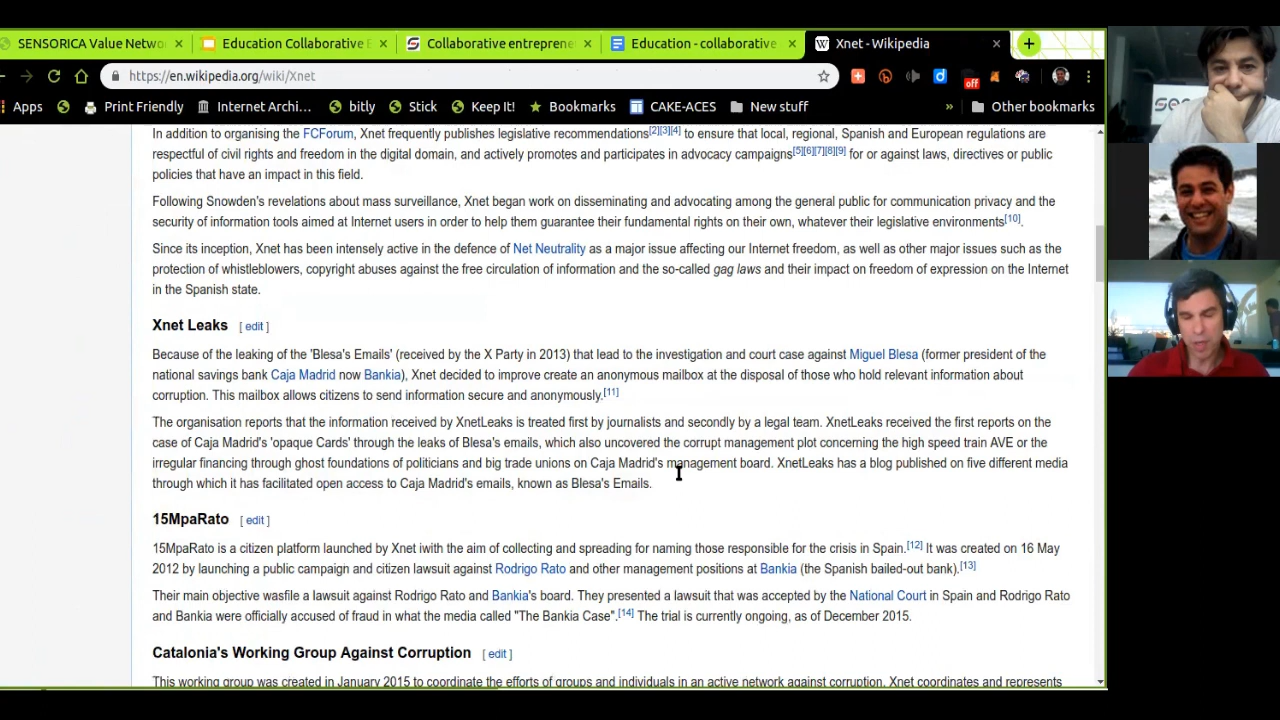 SENSORICA Value Netwo
Education Collaborative E
Collaborative entreprene
Education - collaborative
Xnet - Wikipedia
https://en.wikipedia.org/wiki/Xnet
off
Apps
Print Friendly
Internet Archi...
bitly
Stick
Keep It!
Bookmarks
CAKE-ACES
New stuff
»
Other bookmarks
In addition to organising the FCForum, Xnet frequently publishes legislative recommendations[2][3][4] to ensure that local, regional, Spanish and European regulations are
respectful of civil rights and freedom in the digital domain, and actively promotes and participates in advocacy campaigns[5][6][7][8][9] for or against laws, directives or public
policies that have an impact in this field.
Following Snowden's revelations about mass surveillance, Xnet began work on disseminating and advocating among the general public for communication privacy and the
security of information tools aimed at Internet users in order to help them guarantee their fundamental rights on their own, whatever their legislative environments[10].
Since its inception, Xnet has been intensely active in the defence of Net Neutrality as a major issue affecting our Internet freedom, as well as other major issues such as the
protection of whistleblowers, copyright abuses against the free circulation of information and the so-called gag laws and their impact on freedom of expression on the Internet
in the Spanish state.
Xnet Leaks [ edit ]
Because of the leaking of the 'Blesa's Emails' (received by the X Party in 2013) that lead to the investigation and court case against Miguel Blesa (former president of the
national savings bank Caja Madrid now Bankia), Xnet decided to improve create an anonymous mailbox at the disposal of those who hold relevant information about
corruption. This mailbox allows citizens to send information secure and anonymously.[11]
The organisation reports that the information received by XnetLeaks is treated first by journalists and secondly by a legal team. XnetLeaks received the first reports on the
case of Caja Madrid's 'opaque Cards' through the leaks of Blesa's emails, which also uncovered the corrupt management plot concerning the high speed train AVE or the
irregular financing through ghost foundations of politicians and big trade unions on Caja Madrid's management board. XnetLeaks has a blog published on five different media
through which it has facilitated open access to Caja Madrid's emails, known as Blesa's Emails.
15MpaRato [ edit ]
15MpaRato is a citizen platform launched by Xnet iwith the aim of collecting and spreading for naming those responsible for the crisis in Spain.[12] It was created on 16 May
2012 by launching a public campaign and citizen lawsuit against Rodrigo Rato and other management positions at Bankia (the Spanish bailed-out bank).[13]
Their main objective wasfile a lawsuit against Rodrigo Rato and Bankia's board. They presented a lawsuit that was accepted by the National Court in Spain and Rodrigo Rato
and Bankia were officially accused of fraud in what the media called "The Bankia Case".[14] The trial is currently ongoing, as of December 2015.
Catalonia's Working Group Against Corruption [ edit ]
This working group was created in January 2015 to coordinate the efforts of groups and individuals in an active network against corruption. Xnet coordinates and represents